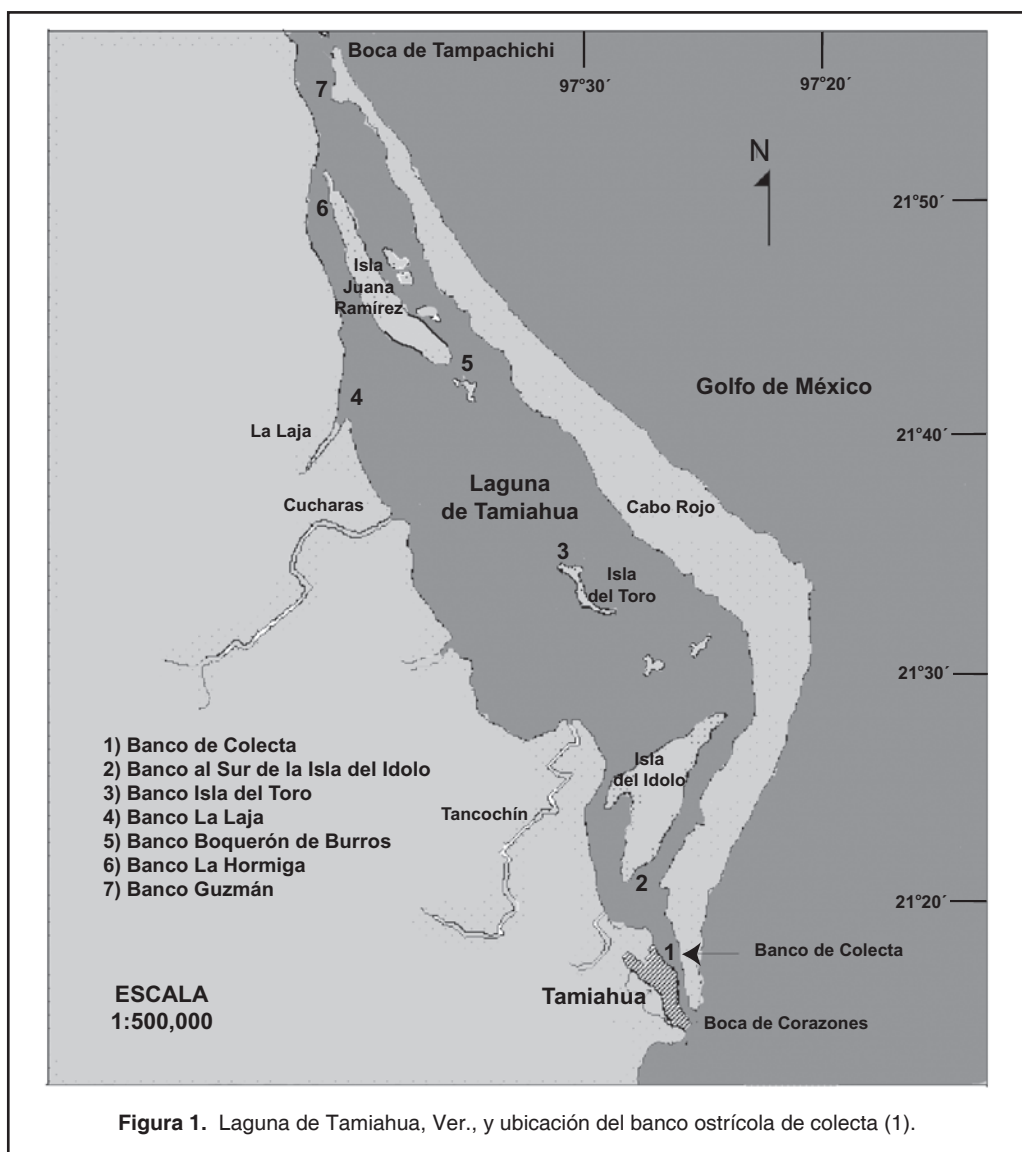 Boca de Tampachichi
97°30´
97°20´
7
N
21°50´
6
Isla
Juana
Ramírez
5
Golfo de México
4
La Laja
21°40´
Laguna
de Tamiahua
Cucharas
Cabo Rojo
3
Isla
del Toro
21°30´
1) Banco de Colecta
2) Banco al Sur de la Isla del Idolo
3) Banco Isla del Toro
4) Banco La Laja
5) Banco Boquerón de Burros
6) Banco La Hormiga
7) Banco Guzmán
Isla
del Idolo
Tancochín
2
21°20´
1
Banco de Colecta
ESCALA
1:500,000
Tamiahua
Boca de Corazones
Figura 1. Laguna de Tamiahua, Ver., y ubicación del banco ostrícola de colecta (1).